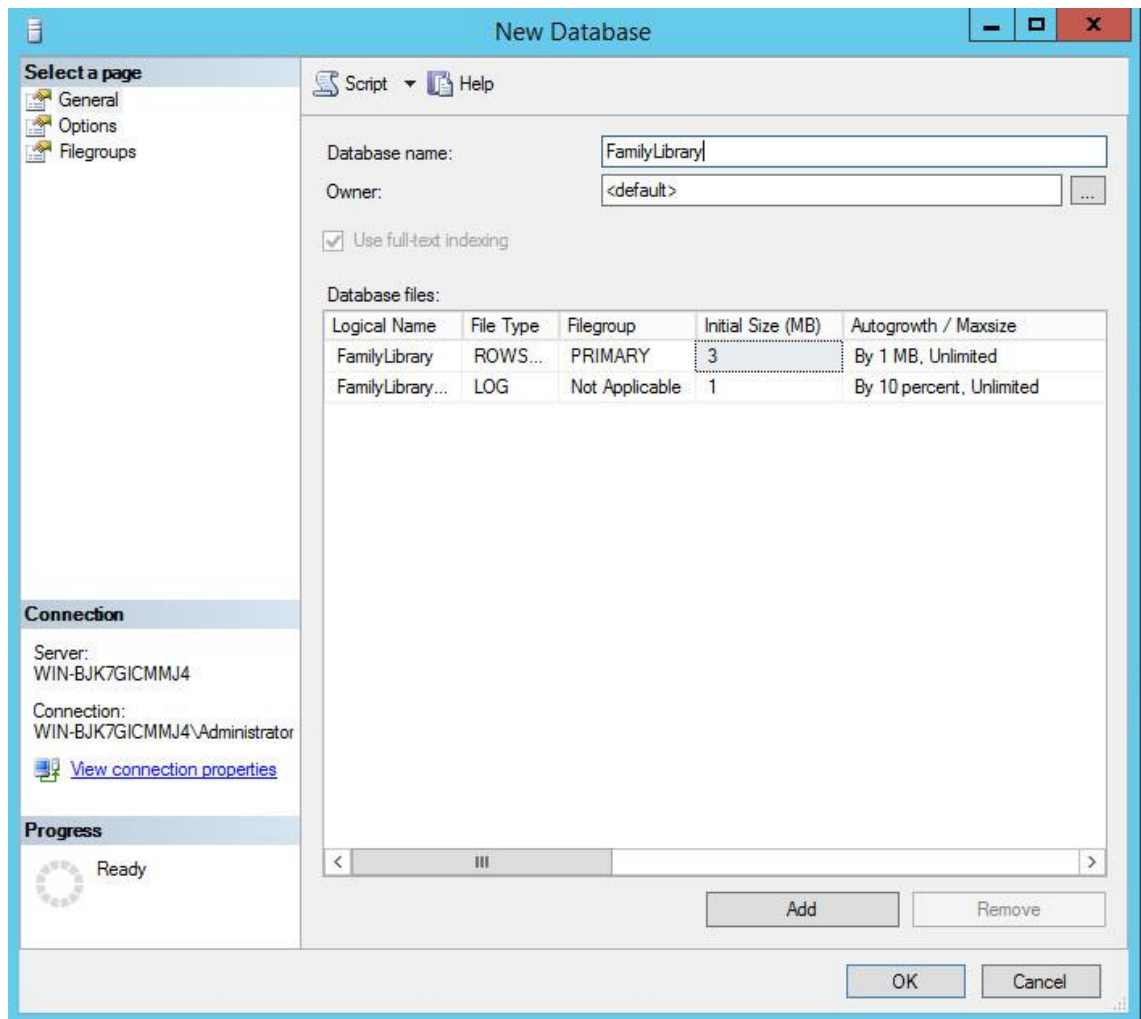 New Database
Select a page
General
Options
Filegroups
Script
Help
Database name:
FamilyLibrary
Owner:
<default>
...
Use full-text indexing
Database files:
Logical Name File Type Filegroup Initial Size (MB) Autogrowth / Maxsize
FamilyLibrary ROWS... PRIMARY 3 By 1 MB, Unlimited
FamilyLibrary... LOG Not Applicable 1 By 10 percent, Unlimited
Connection
Server:
WIN-BJK7GICMMJ4
Connection:
WIN-BJK7GICMMJ4\Administrator
View connection properties
Progress
Ready
Add
Remove
OK
Cancel